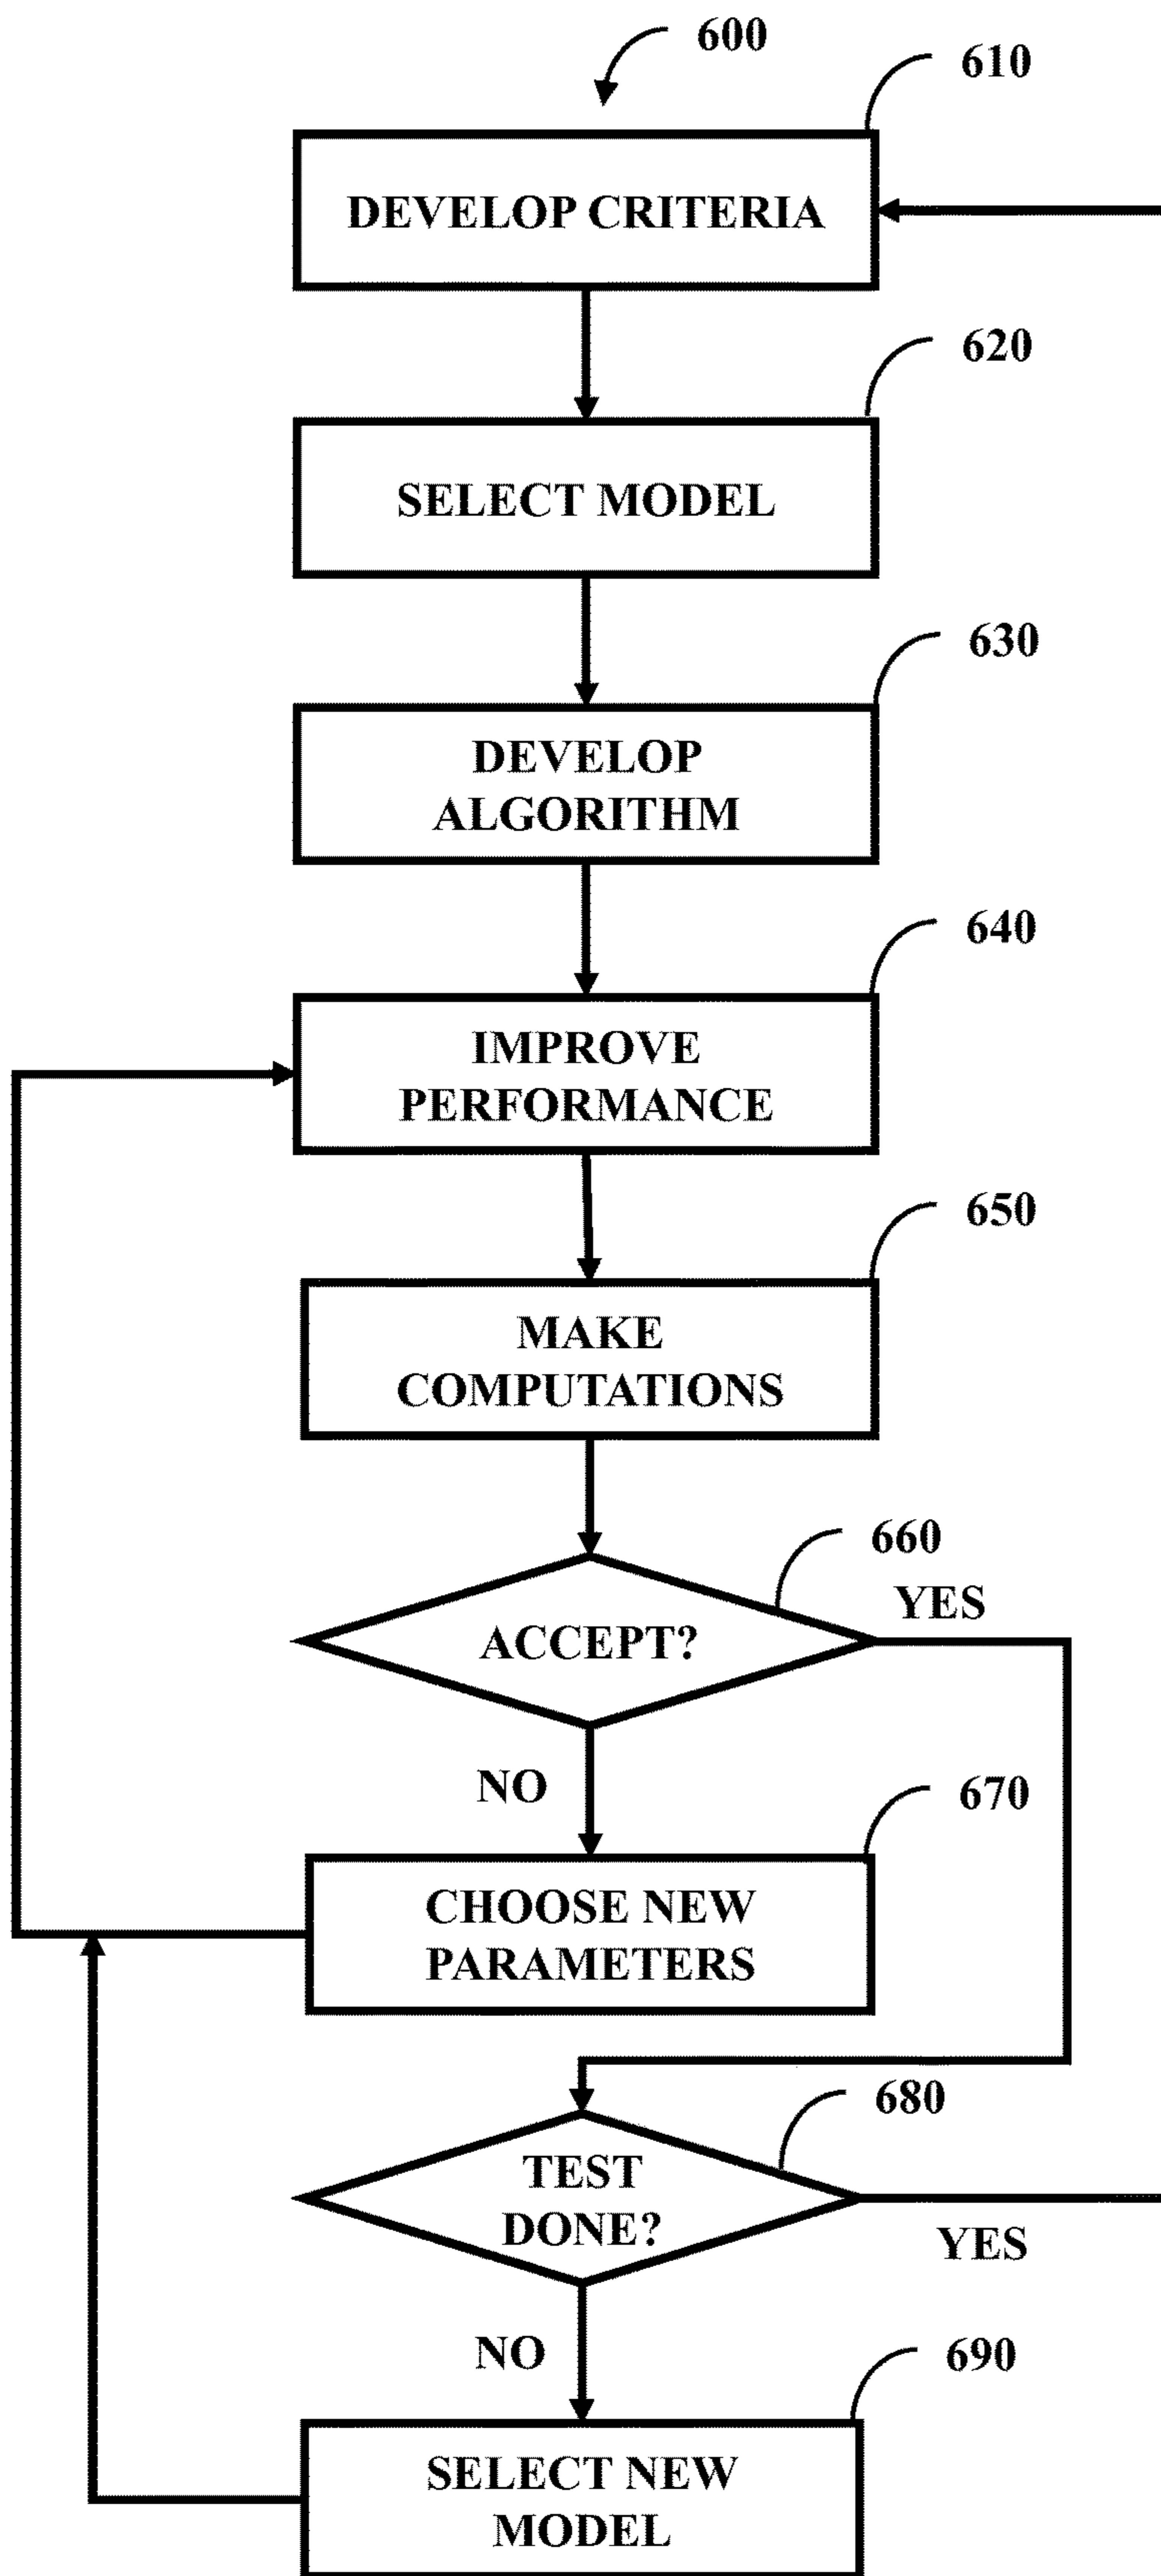 600
610
DEVELOP CRITERIA
620
SELECT MODEL
630
DEVELOP
ALGORITHM
640
IMPROVE
PERFORMANCE
650
MAKE
COMPUTATIONS
660
YES
ACCEPT?
NO
670
CHOOSE NEW
PARAMETERS
680
TEST
DONE?
YES
NO
690
SELECT NEW
MODEL